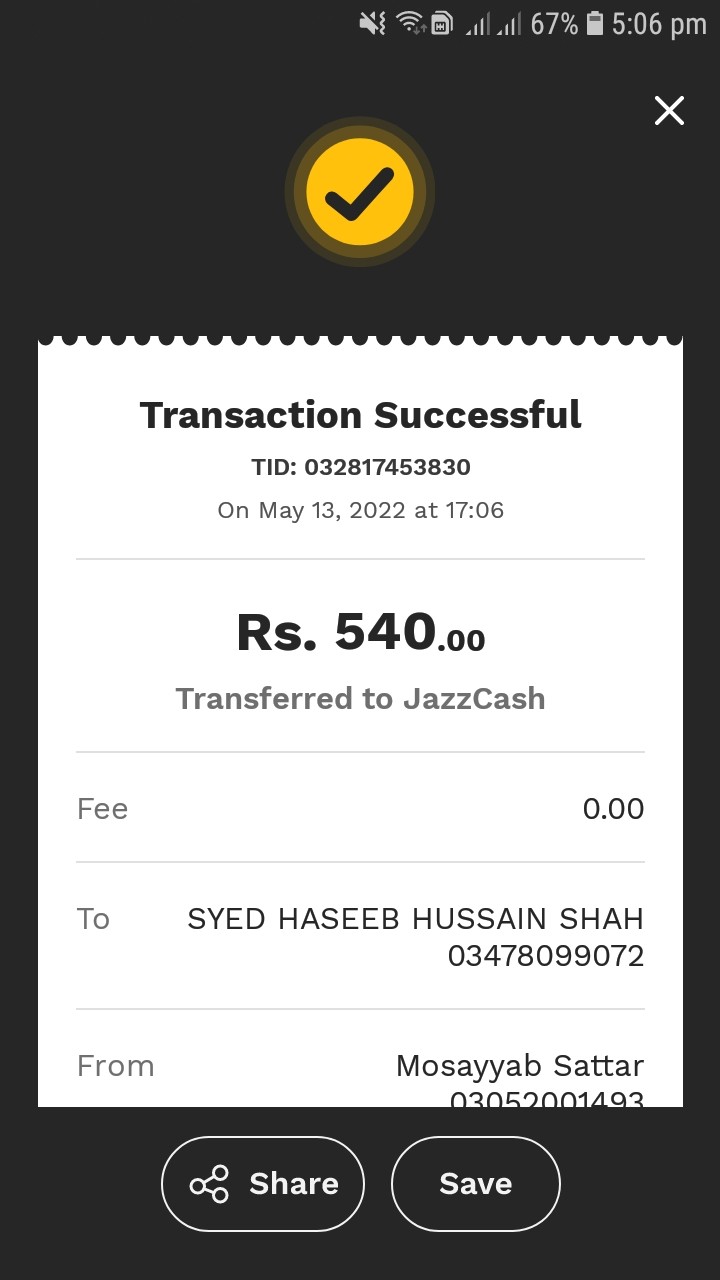 67% 5:06 pm
Transaction Successful
TID: 032817453830
On May 13, 2022 at 17:06
Rs. 540.00
Transferred to JazzCash
Fee 0.00
To SYED HASEEB HUSSAIN SHAH
03478099072
From Mosayyab Sattar
03052001493
Share Save